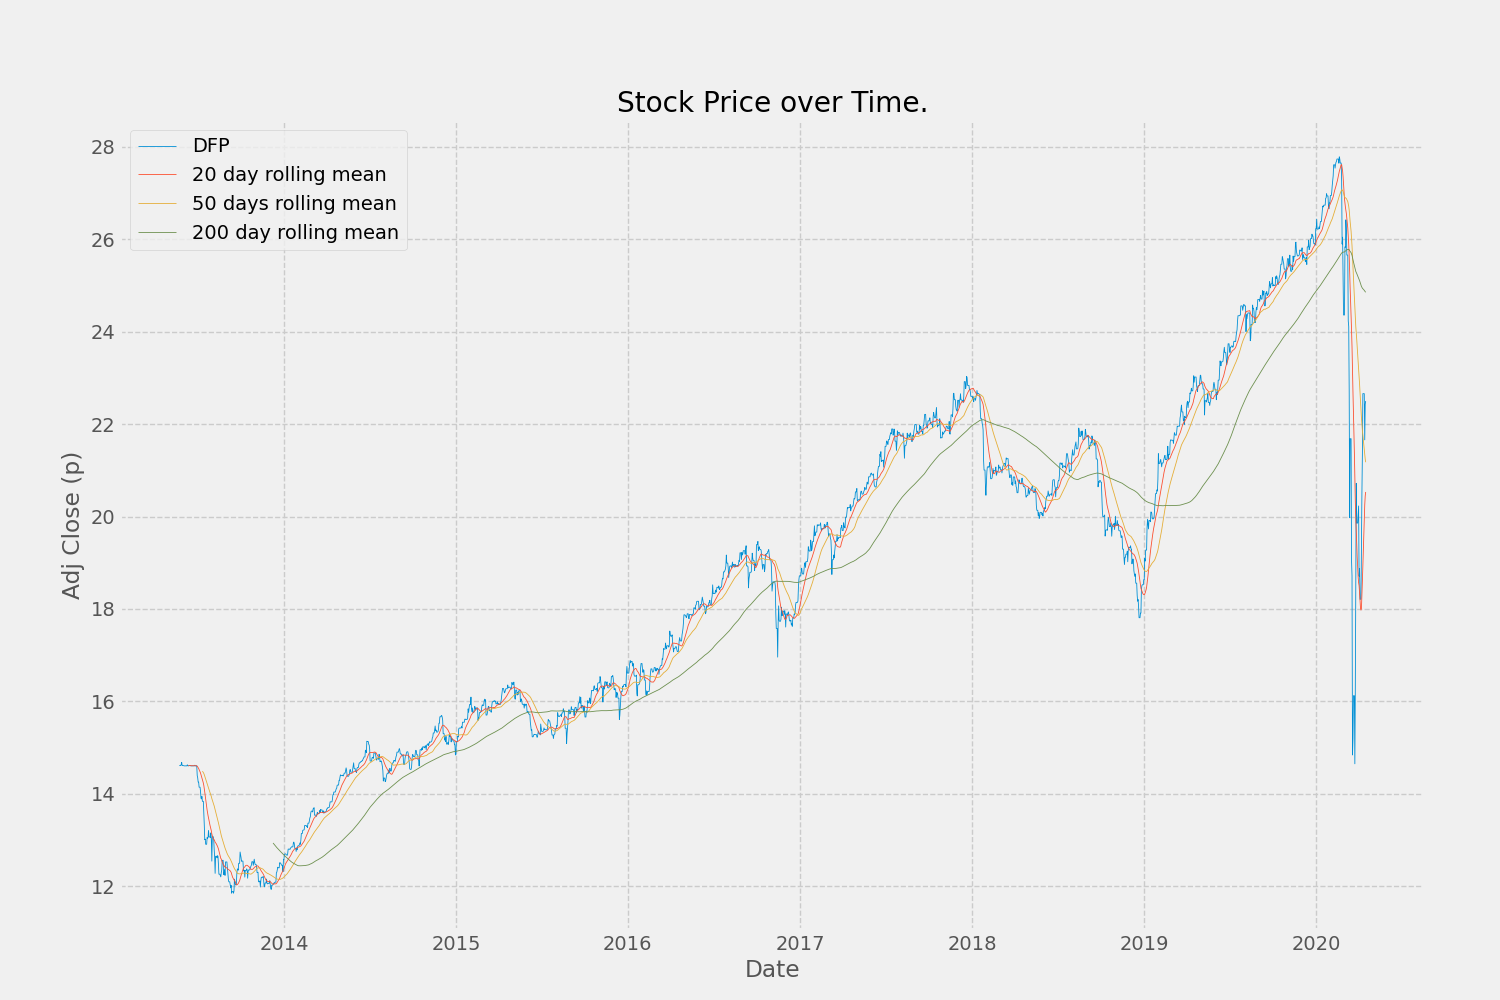 Stock Price over Time.
DFP
20 day rolling mean
50 days rolling mean
200 day rolling mean
28
26
24
22
20
18
16
14
12
Adj Close (p)
2014 2015 2016 2017 2018 2019 2020
Date